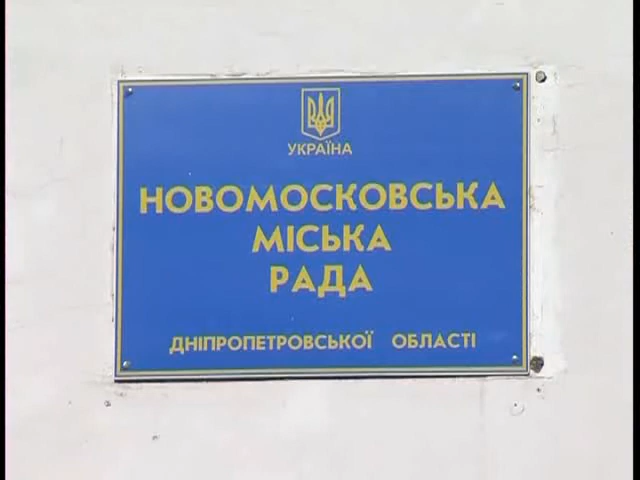 УКРАЇНА
НОВОМОСКОВСЬКА
МІСЬКА
РАДА
ДНІПРОПЕТРОВСЬКОЇ ОБЛАСТІ